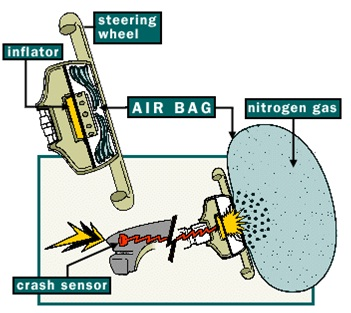 steering
wheel
inflator
AIR BAG
nitrogen gas
crash sensor